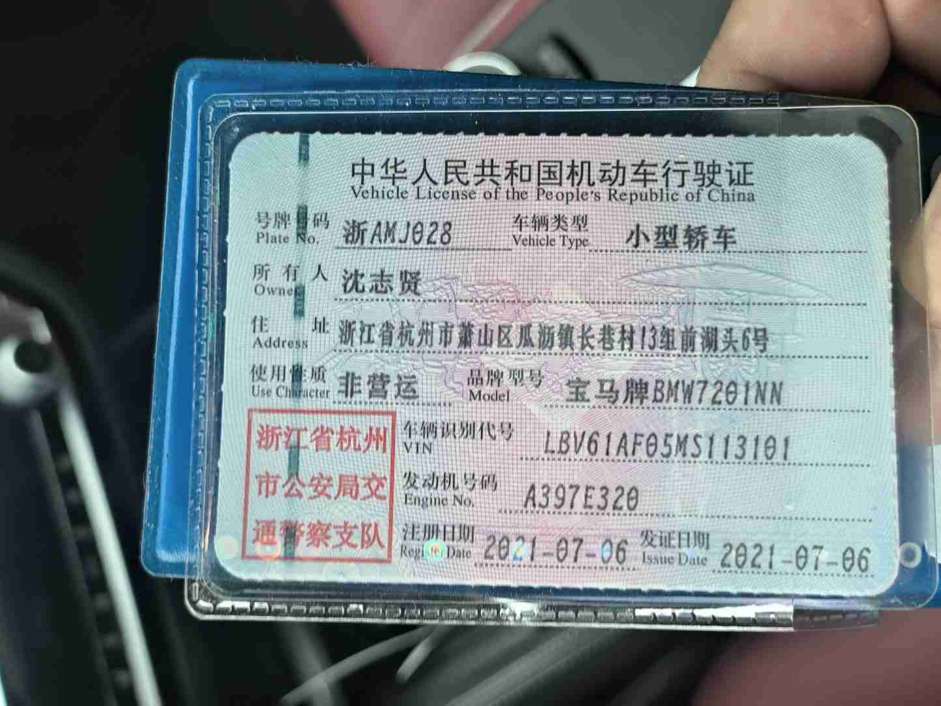 中华人民共和国机动车行驶证
Vehicle License of the People's Republic of China
号牌号码 浙AMJ028 车辆类型 小型轿车
Plate No. Vehicle Type
所有人 沈志贤
Owner
住址 浙江省杭州市萧山区瓜沥镇长巷村13组前湖头6号
Address
使用性质 非营运 品牌型号 宝马牌BMW7201NN
Use Character Model
浙江省杭州
市公安局交
通警察支队
车辆识别代号 LBV61AF05MS113101
VIN
发动机号码 A397E320
Engine No.
注册日期 2021-07-06 发证日期 2021-07-06
Register Date Issue Date